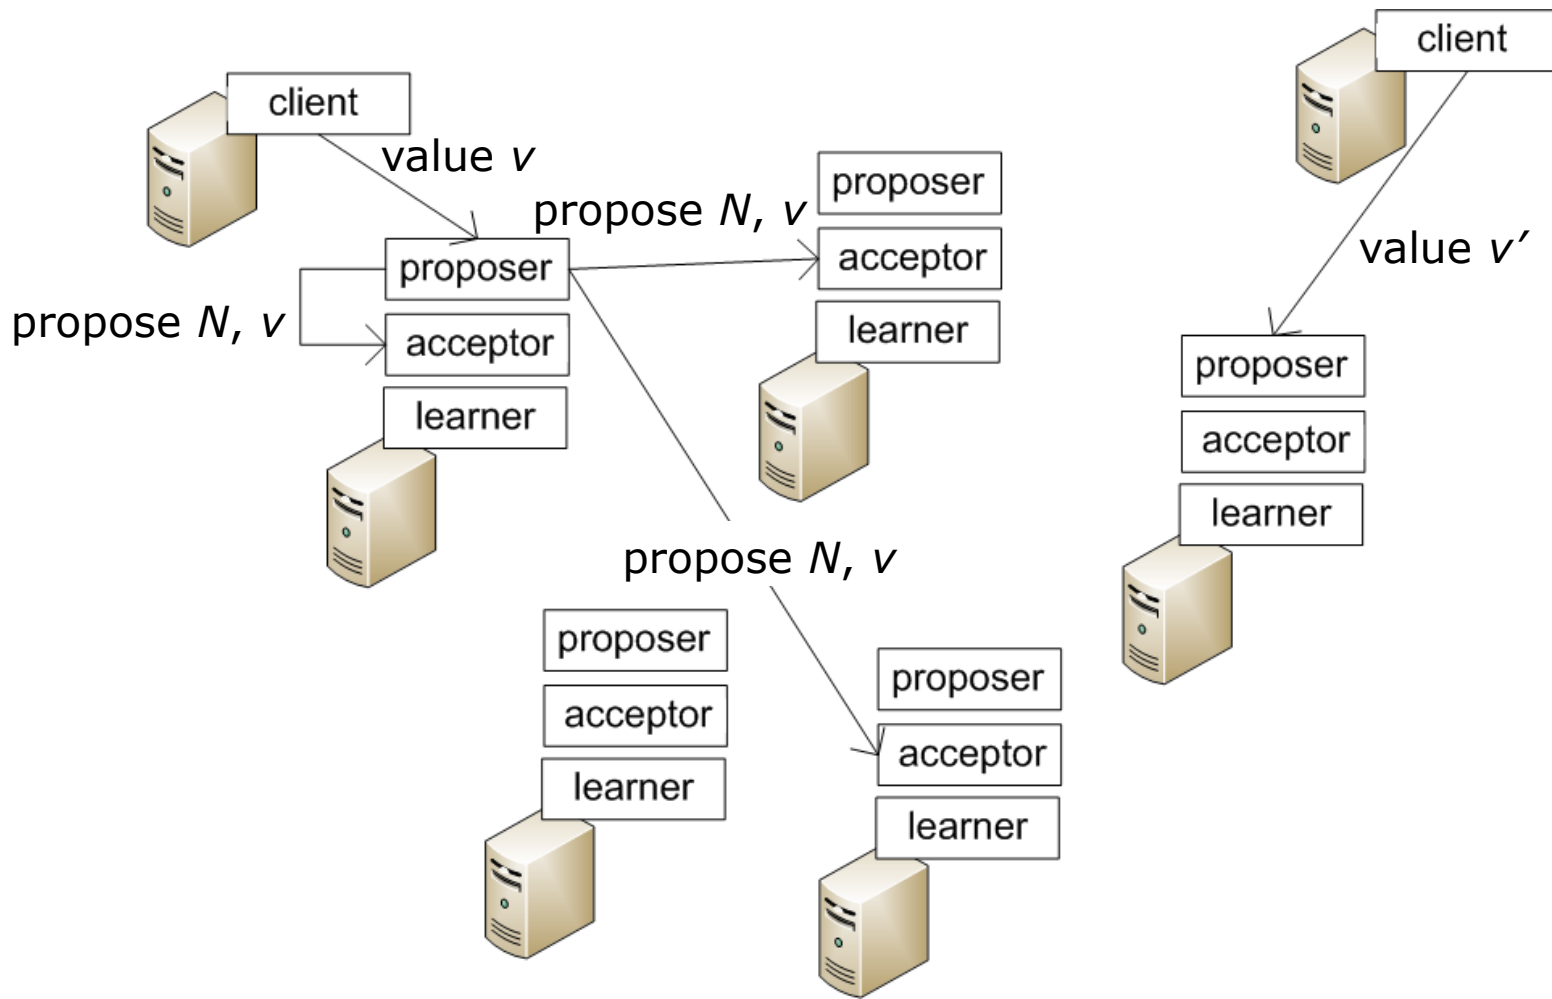 client
client
value v
proposer
propose N, v
acceptor
value v′
proposer
propose N, v
acceptor
learner
proposer
acceptor
learner
learner
propose N, v
proposer
acceptor
learner
proposer
acceptor
learner